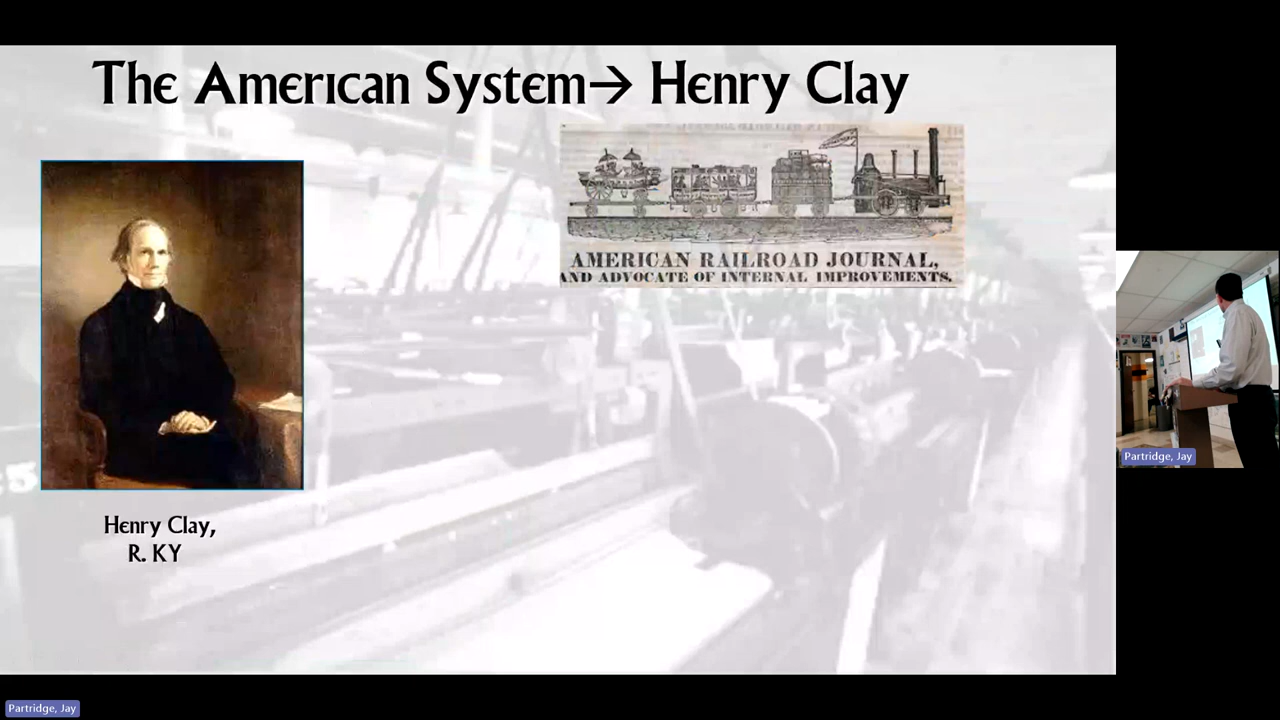 The American System→ Henry Clay
AMERICAN RAILROAD JOURNAL,
AND ADVOCATE OF INTERNAL IMPROVEMENTS.
Henry Clay,
R. KY
Partridge, Jay
Partridge, Jay